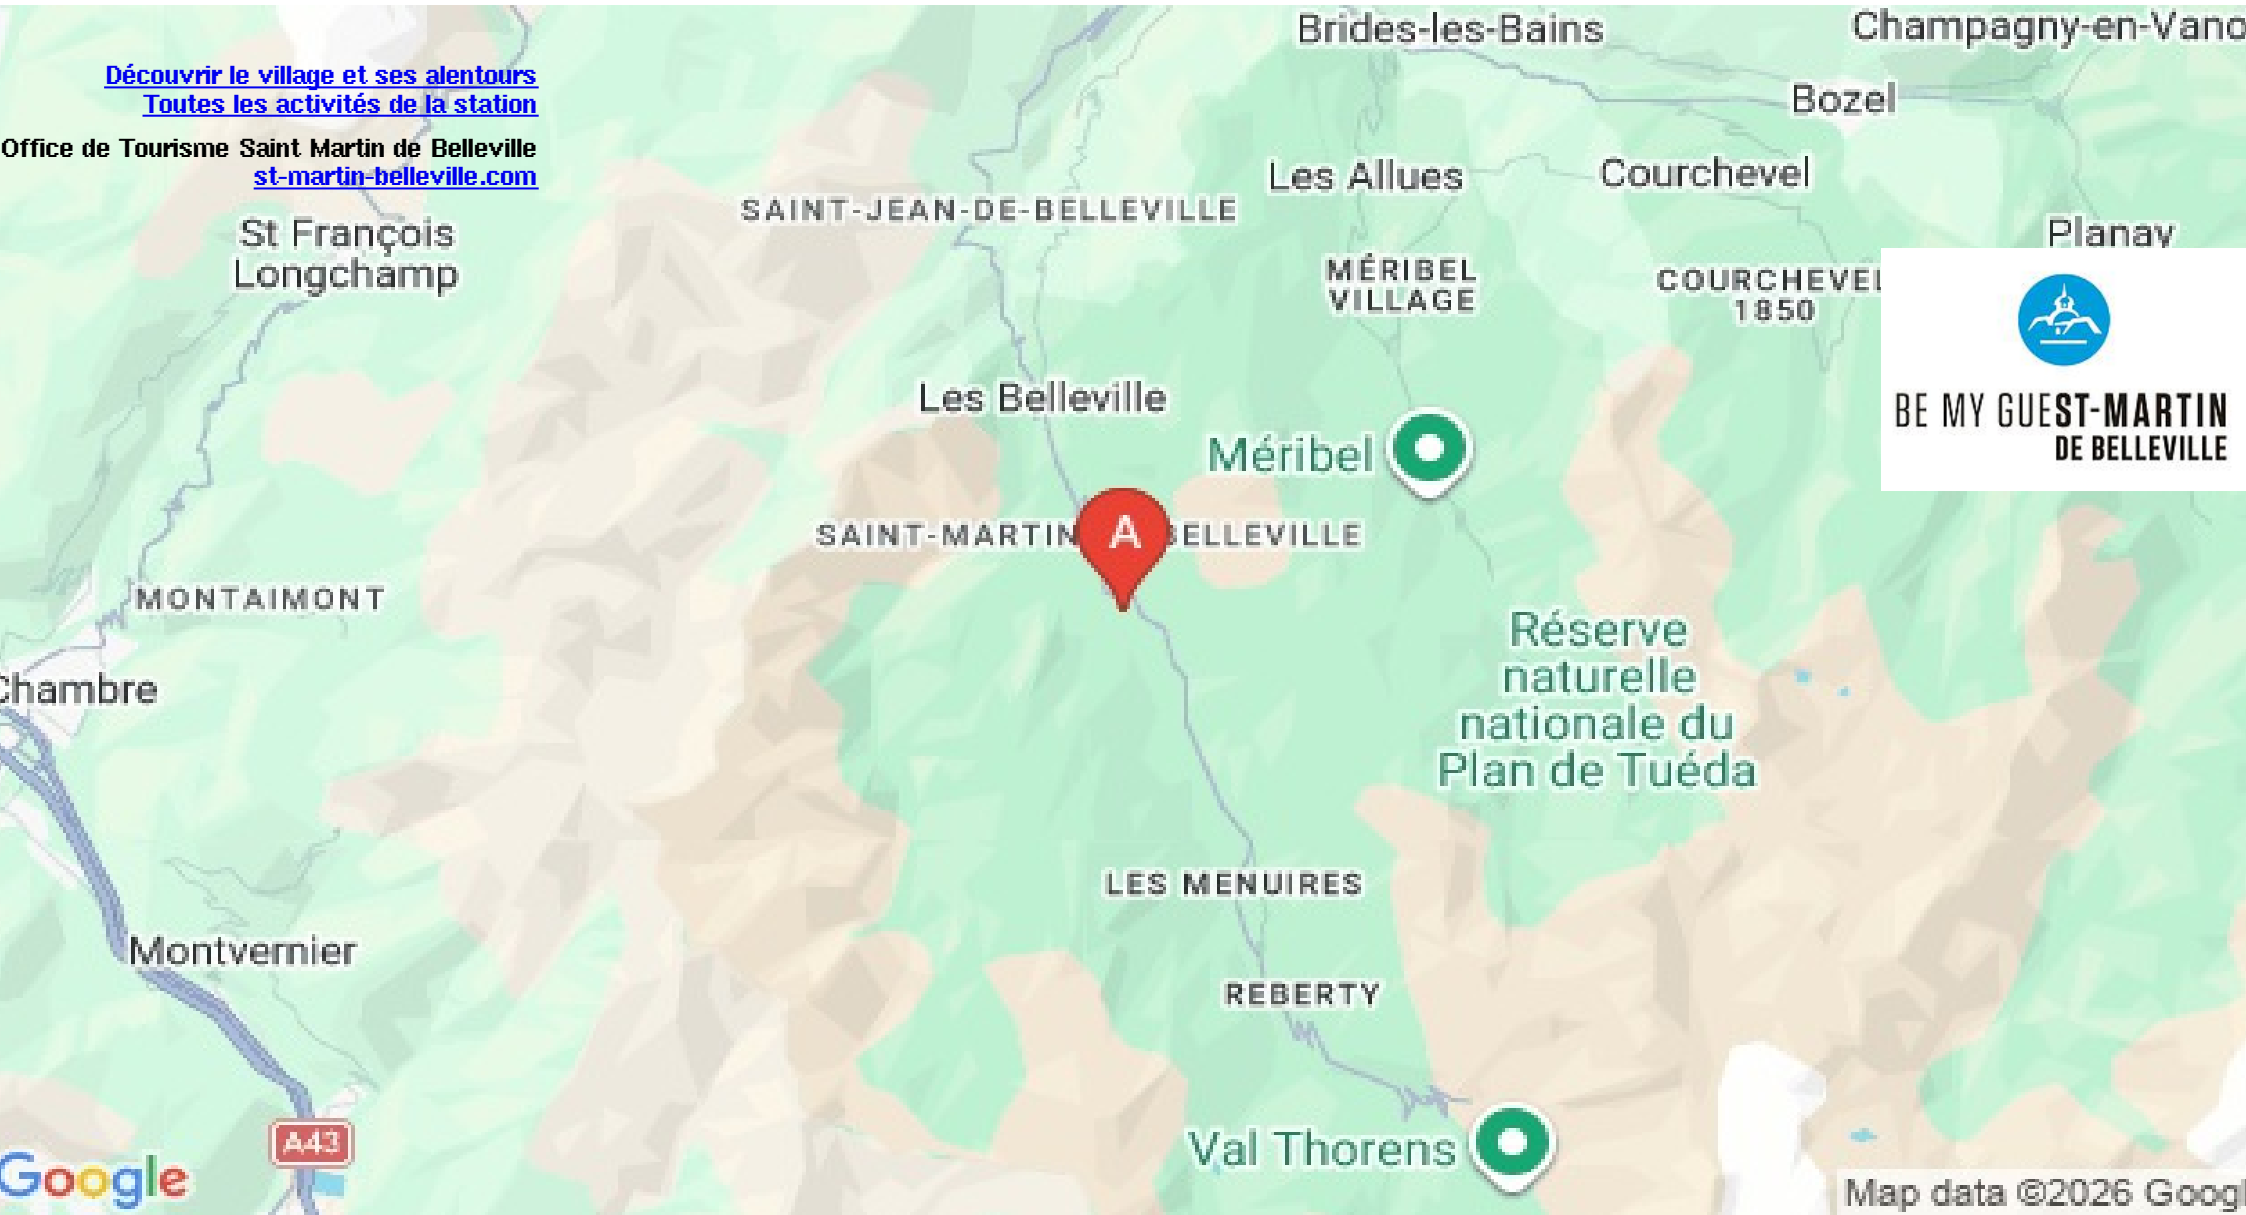 Brides-les-Bains
Champagny-en-Vano
Découvrir le village et ses alentours
Toutes les activités de la station
Bozel
Office de Tourisme Saint Martin de Belleville
st-martin-belleville.com
Les Allues
Courchevel
SAINT-JEAN-DE-BELLEVILLE
St François
Longchamp
Planay
MÉRIBEL
VILLAGE
COURCHEVEL
1850
BE MY GUEST-MARTIN
DE BELLEVILLE
Les Belleville
Méribel
SAINT-MARTIN A BELLEVILLE
MONTAIMONT
Réserve
naturelle
nationale du
Plan de Tuéda
Chambre
LES MENUIRES
Montvernier
REBERTY
A43
Val Thorens
Google
Map data ©2026 Googl